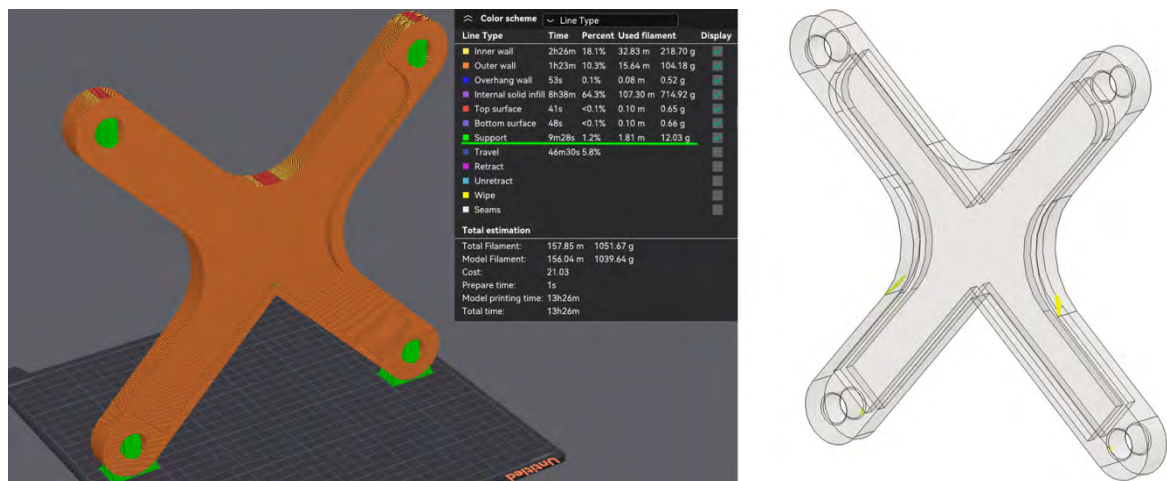 Color scheme Line Type
Line Type Time Percent Used filament Display
Inner wall 2h26m 18.1% 32.83 m 218.70 g
Outer wall 1h23m 10.3% 15.64 m 104.18 g
Overhang wall 53s 0.1% 0.08 m 0.52 g
Internal solid infill 8h38m 64.3% 107.30 m 714.92 g
Top surface 41s <0.1% 0.10 m 0.65 g
Bottom surface 48s <0.1% 0.10 m 0.66 g
Support 9m28s 1.2% 1.81 m 12.03 g
Travel 46m30s 5.8%
Retract
Unretract
Wipe
Seams
Total estimation
Total Filament: 157.85 m 1051.67 g
Model Filament: 156.04 m 1039.64 g
Cost: 21.03
Prepare time: 1s
Model printing time: 13h26m
Total time: 13h26m
Untitled